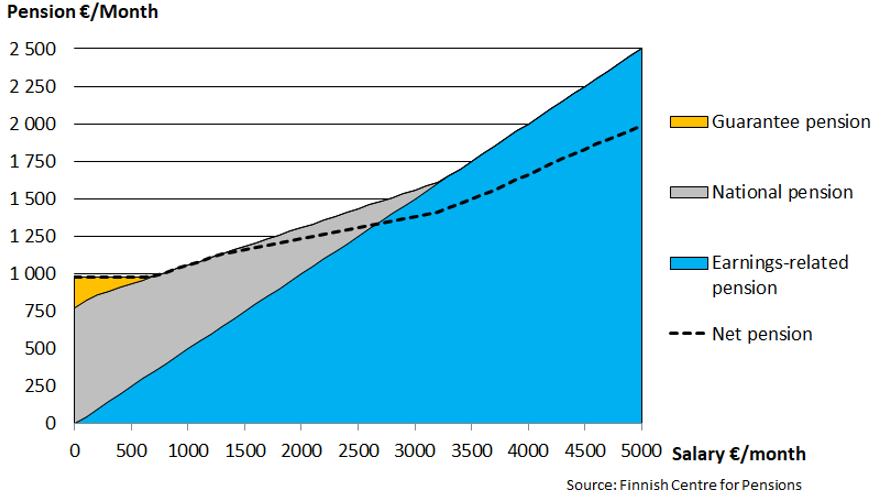 Pension €/Month
2 500
2 250
2 000
1 750
1 500
1 250
1 000
750
500
250
0
0 500 1000 1500 2000 2500 3000 3500 4000 4500 5000 Salary €/month
Guarantee pension
National pension
Earnings-related
pension
Net pension
Source: Finnish Centre for Pensions